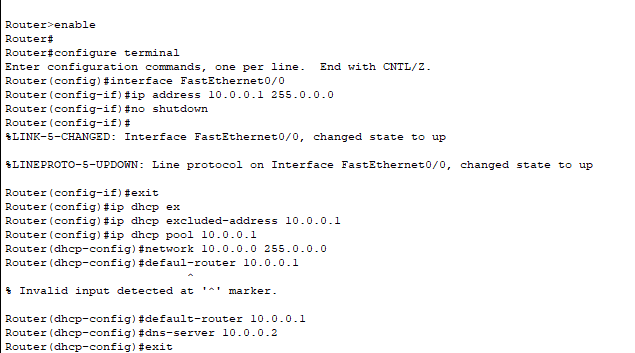 Router>enable
Router#
Router#configure terminal
Enter configuration commands, one per line.  End with CNTL/Z.
Router(config)#interface FastEthernet0/0
Router(config-if)#ip address 10.0.0.1 255.0.0.0
Router(config-if)#no shutdown
Router(config-if)#
%LINK-5-CHANGED: Interface FastEthernet0/0, changed state to up
%LINEPROTO-5-UPDOWN: Line protocol on Interface FastEthernet0/0, changed state to up
Router(config-if)#exit
Router(config)#ip dhcp ex
Router(config)#ip dhcp excluded-address 10.0.0.1
Router(config)#ip dhcp pool 10.0.0.1
Router(dhcp-config)#network 10.0.0.0 255.0.0.0
Router(dhcp-config)#defaul-router 10.0.0.1
^
% Invalid input detected at '^' marker.
Router(dhcp-config)#default-router 10.0.0.1
Router(dhcp-config)#dns-server 10.0.0.2
Router(dhcp-config)#exit